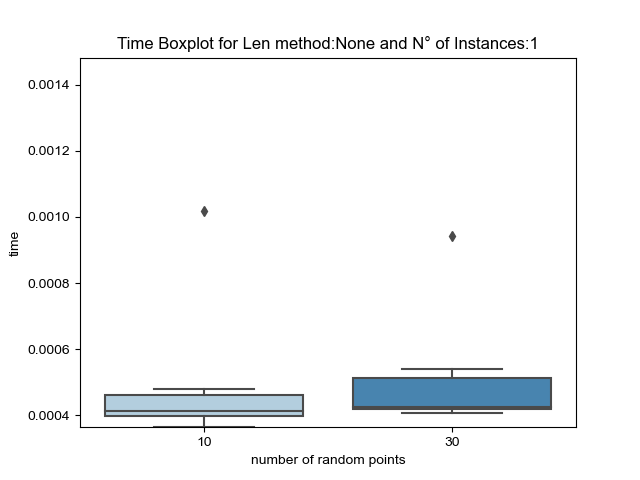 Time Boxplot for Len method:None and N° of Instances:1
0.0014
0.0012
0.0010
0.0008
0.0006
0.0004
time
10
30
number of random points